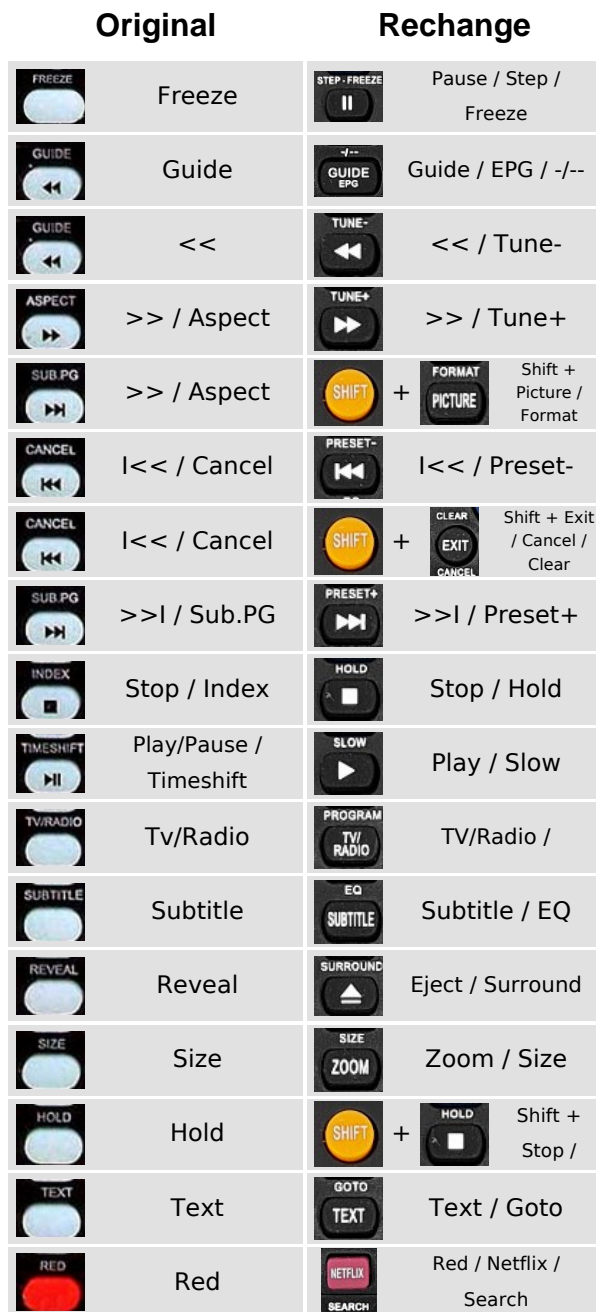 Original Rechange
FREEZE Freeze STEP-FREEZE Pause / Step /
Freeze
GUIDE Guide -/-- GUIDE EPG Guide / EPG / -/--
GUIDE << TUNE- << / Tune-
ASPECT >> / Aspect TUNE+ >> / Tune+
SUB.PG >> / Aspect SHIFT + FORMAT PICTURE Shift +
Picture /
Format
CANCEL I<< / Cancel PRESET- I<< / Preset-
CANCEL I<< / Cancel SHIFT + CLEAR EXIT CANCEL Shift + Exit
/ Cancel /
Clear
SUB.PG >>I / Sub.PG PRESET+ >>I / Preset+
INDEX Stop / Index HOLD Stop / Hold
TIMESHIFT Play/Pause /
Timeshift SLOW Play / Slow
TV/RADIO Tv/Radio PROGRAM TV/ RADIO TV/Radio /
SUBTITLE Subtitle EQ SUBTITLE Subtitle / EQ
REVEAL Reveal SURROUND Eject / Surround
SIZE Size SIZE ZOOM Zoom / Size
HOLD Hold SHIFT + HOLD Shift +
Stop /
TEXT Text GOTO TEXT Text / Goto
RED Red NETFLIX SEARCH Red / Netflix /
Search